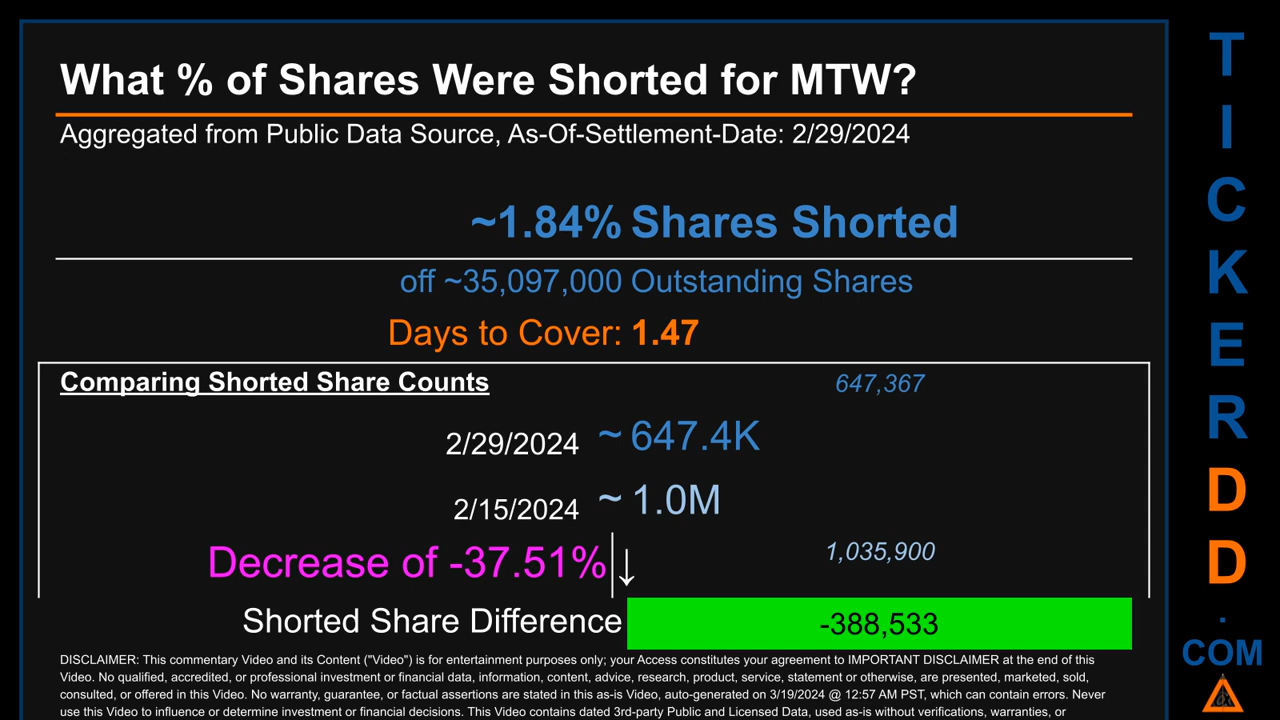 What % of Shares Were Shorted for MTW?
Aggregated from Public Data Source, As-Of-Settlement-Date: 2/29/2024
~1.84% Shares Shorted
off ~35,097,000 Outstanding Shares
Days to Cover: 1.47
Comparing Shorted Share Counts
647,367
2/29/2024 ~ 647.4K
2/15/2024 ~ 1.0M
1,035,900
Decrease of -37.51% ↓
Shorted Share Difference -388,533
DISCLAIMER: This commentary Video and its Content ("Video") is for entertainment purposes only; your Access constitutes your agreement to IMPORTANT DISCLAIMER at the end of this
Video. No qualified, accredited, or professional investment or financial data, information, content, advice, research, product, service, statement or otherwise, are presented, marketed, sold,
consulted, or offered in this Video. No warranty, guarantee, or factual assertions are stated in this as-is Video, auto-generated on 3/19/2024 @ 12:57 AM PST, which can contain errors. Never
use this Video to influence or determine investment or financial decisions. This Video contains dated 3rd-party Public and Licensed Data, used as-is without verifications, warranties, or
T
I
C
K
E
R
D
D
.
COM